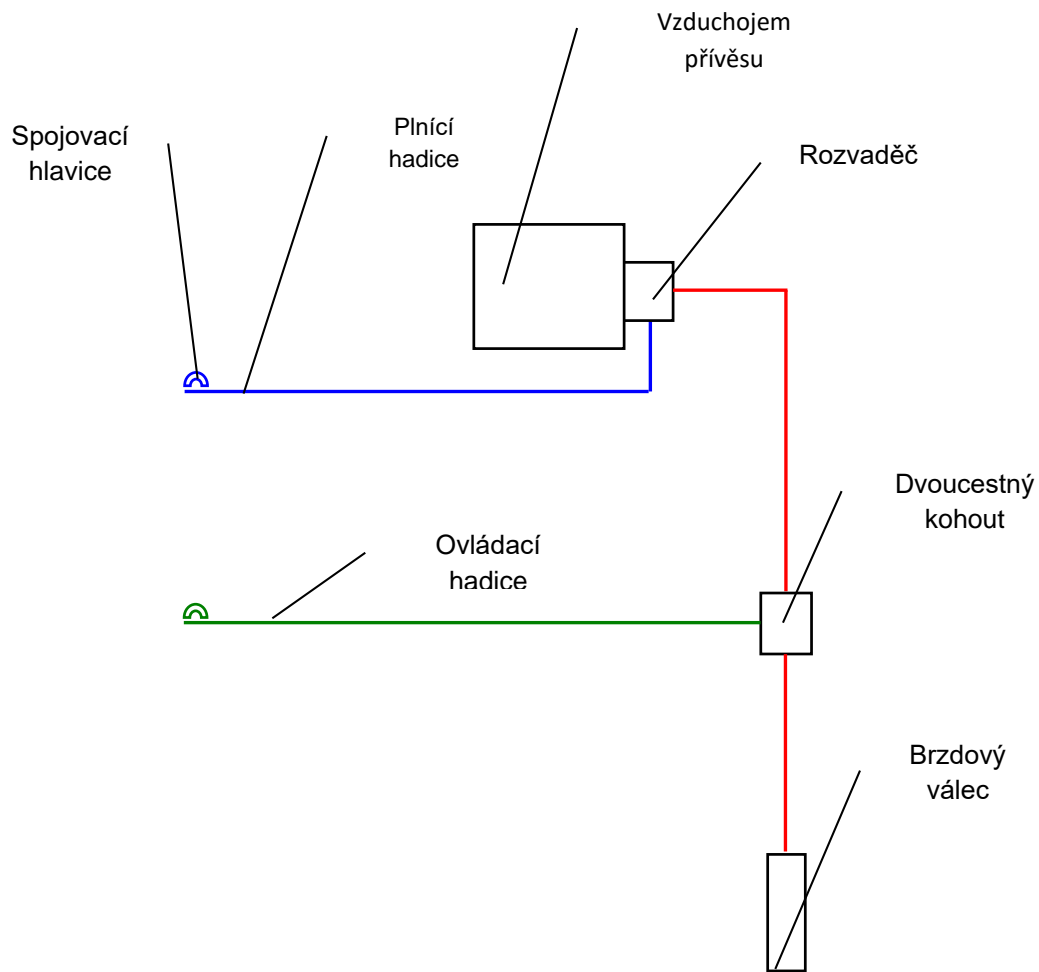 Vzduchojem
přívěsu
Spojovací
hlavice
Plnící
hadice
Rozvaděč
Dvoucestný
kohout
Ovládací
hadice
Brzdový
válec